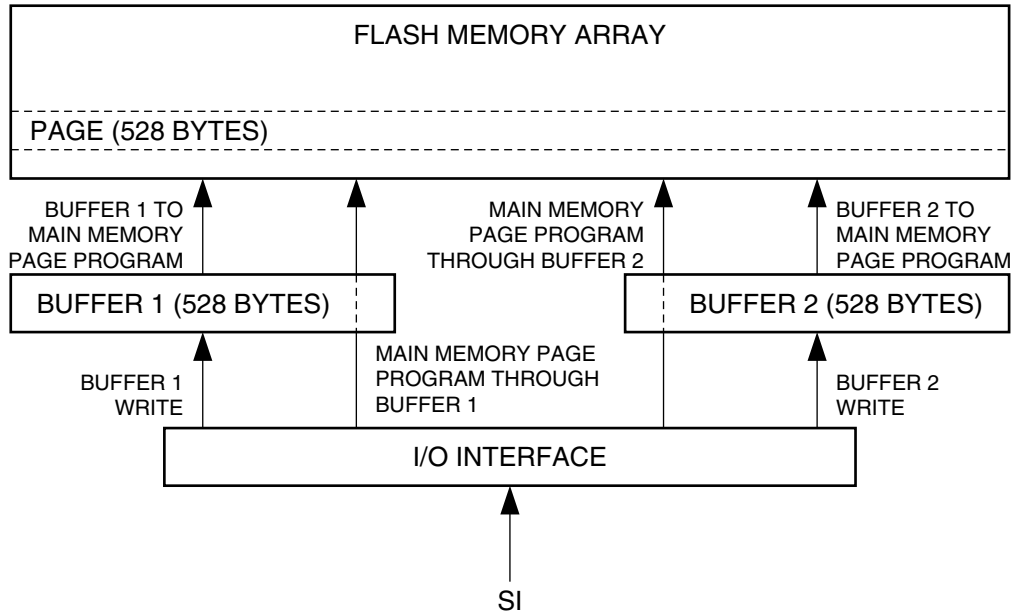 FLASH MEMORY ARRAY
PAGE (528 BYTES)
BUFFER 1 TO
MAIN MEMORY
PAGE PROGRAM
MAIN MEMORY
PAGE PROGRAM
THROUGH BUFFER 2
BUFFER 2 TO
MAIN MEMORY
PAGE PROGRAM
BUFFER 1 (528 BYTES)
BUFFER 2 (528 BYTES)
BUFFER 1
WRITE
MAIN MEMORY PAGE
PROGRAM THROUGH
BUFFER 1
BUFFER 2
WRITE
I/O INTERFACE
SI